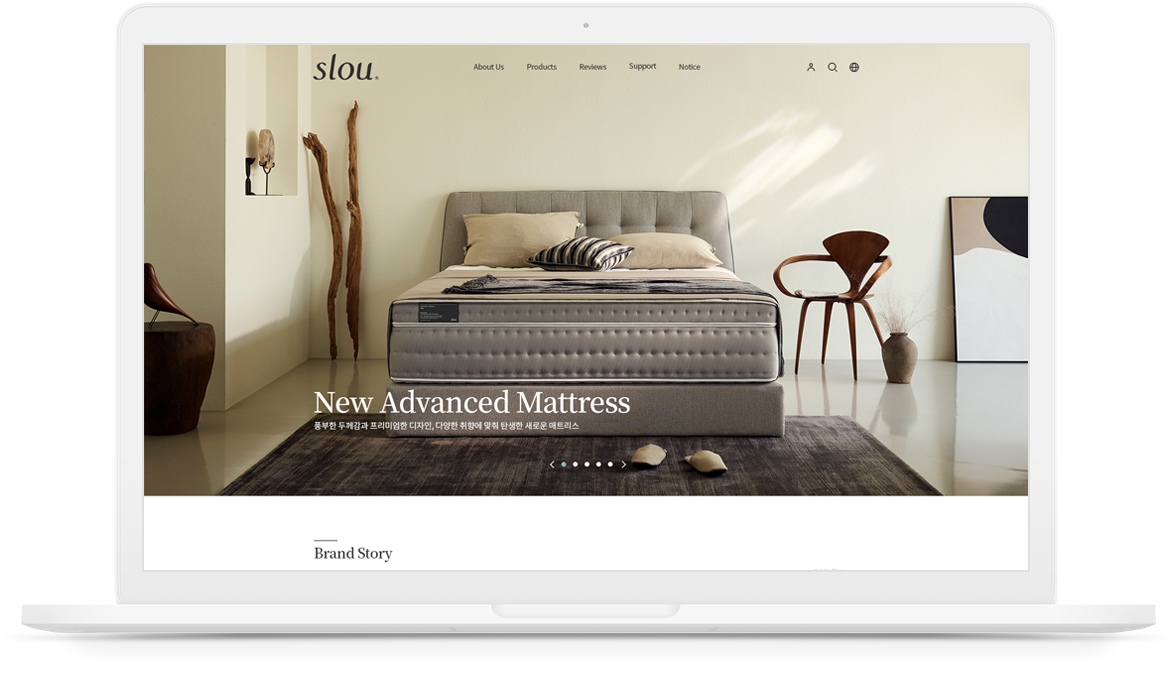 slou.
About Us Products Reviews Support Notice
New Advanced Mattress
풍부한 두께감과 프리미엄한 디자인, 다양한 취향에 맞춰 탄생한 새로운 매트리스
Brand Story